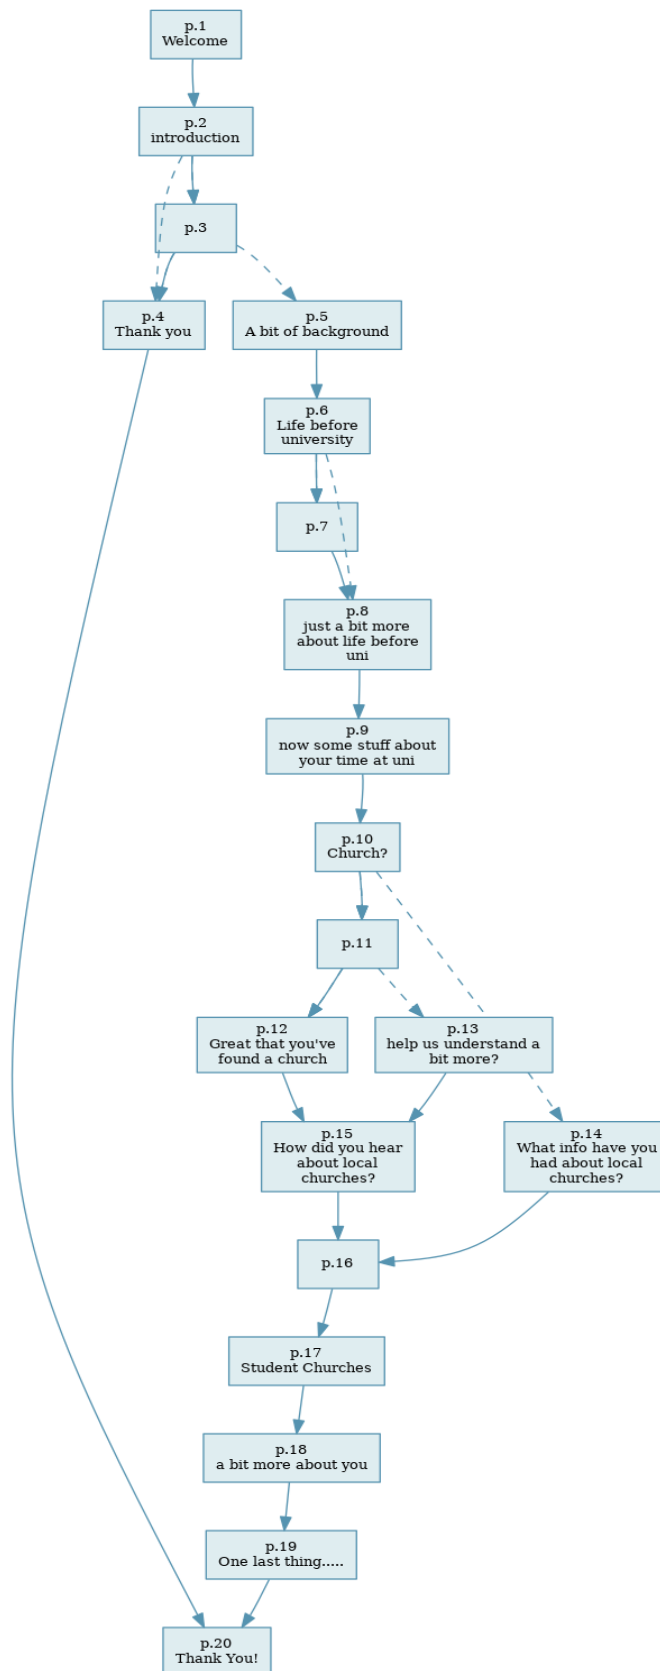 p.1
Welcome
p.2
introduction
p.3
p.4
Thank you
p.5
A bit of background
p.6
Life before
university
p.7
p.8
just a bit more
about life before
uni
p.9
now some stuff about
your time at uni
p.10
Church?
p.11
p.12
Great that you've
found a church
p.13
help us understand a
bit more?
p.15
How did you hear
about local
churches?
p.14
What info have you
had about local
churches?
p.16
p.17
Student Churches
p.18
a bit more about you
p.19
One last thing.....
p.20
Thank You!